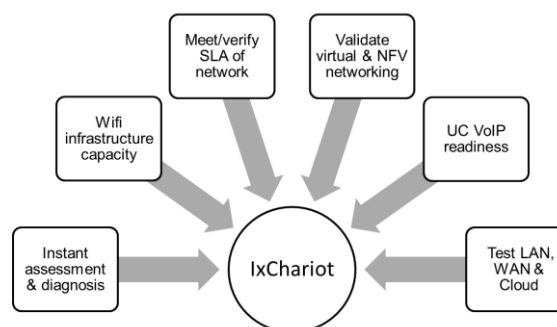 Meet/verify
SLA of
network
Validate
virtual & NFV
networking
Wifi
infrastructure
capacity
UC VoIP
readiness
Instant
assessment
& diagnosis
IxChariot
Test LAN,
WAN &
Cloud